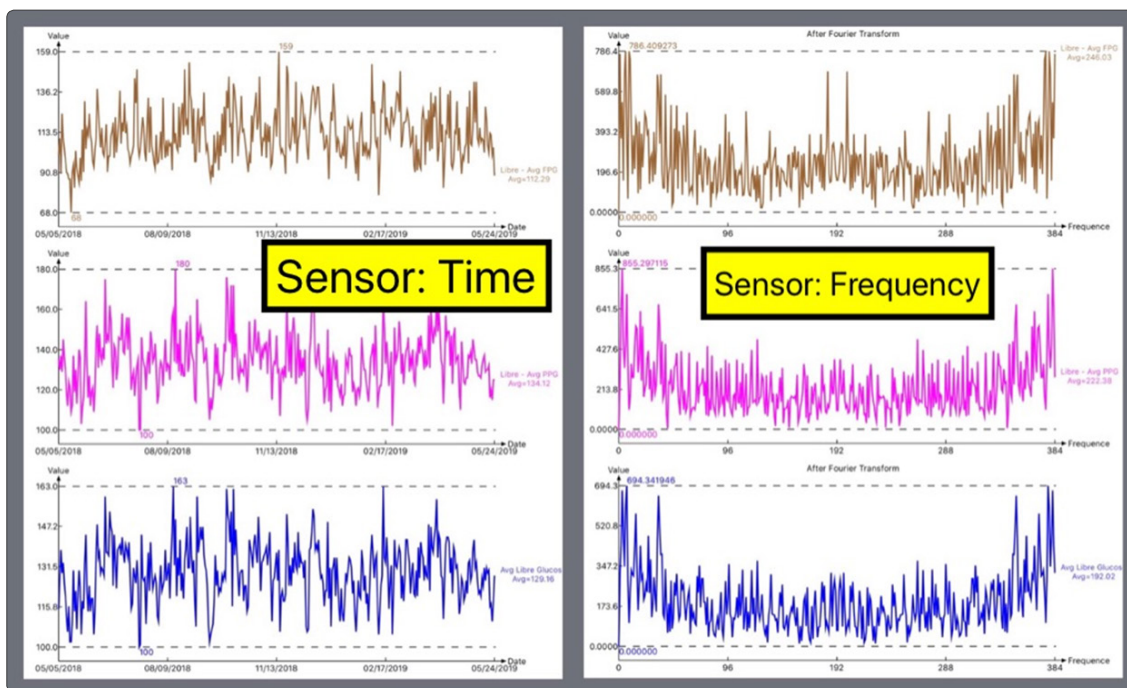 Value
159.0
159
136.2
113.5
90.8
68.0
68
Libre - Avg FPG
Avg=112.29
Date
05/05/2018
08/09/2018
11/13/2018
02/17/2019
05/24/2019
Value
After Fourier Transform
786.4
786.409273
589.8
393.2
196.6
0.0000
0.000000
Libre - Avg FPG
Avg=246.03
Frequence
0
96
192
288
384
Sensor: Time
Value
180.0
180
160.0
140.0
120.0
100.0
100
Libre - Avg PPG
Avg=134.12
Date
05/05/2018
08/09/2018
11/13/2018
02/17/2019
05/24/2019
Sensor: Frequency
Value
855.3
855.297115
641.5
427.6
213.8
0.0000
0.000000
Libre - Avg PPG
Avg=222.38
Frequence
0
96
192
288
384
Value
163.0
163
147.2
131.5
115.8
100.0
100
Avg Libre Glucos
Avg=129.16
Date
05/05/2018
08/09/2018
11/13/2018
02/17/2019
05/24/2019
Value
After Fourier Transform
694.3
694.341946
520.8
347.2
173.6
0.0000
0.000000
Avg Libre Glucos
Avg=192.02
Frequence
0
96
192
288
384